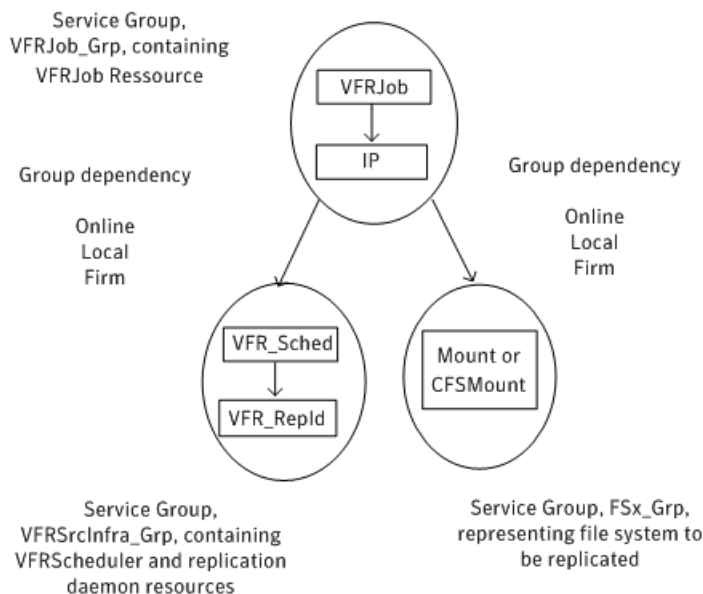 Service Group,
VFRJob_Grp, containing
VFRJob Ressource
VFRJob
IP
Group dependency
Online
Local
Firm
Group dependency
Online
Local
Firm
VFR_Sched
VFR_RepId
Mount or
CFSMount
Service Group,
VFRSrcInfra_Grp, containing
VFRScheduler and replication
daemon resources
Service Group, FSx_Grp,
representing file system to
be replicated